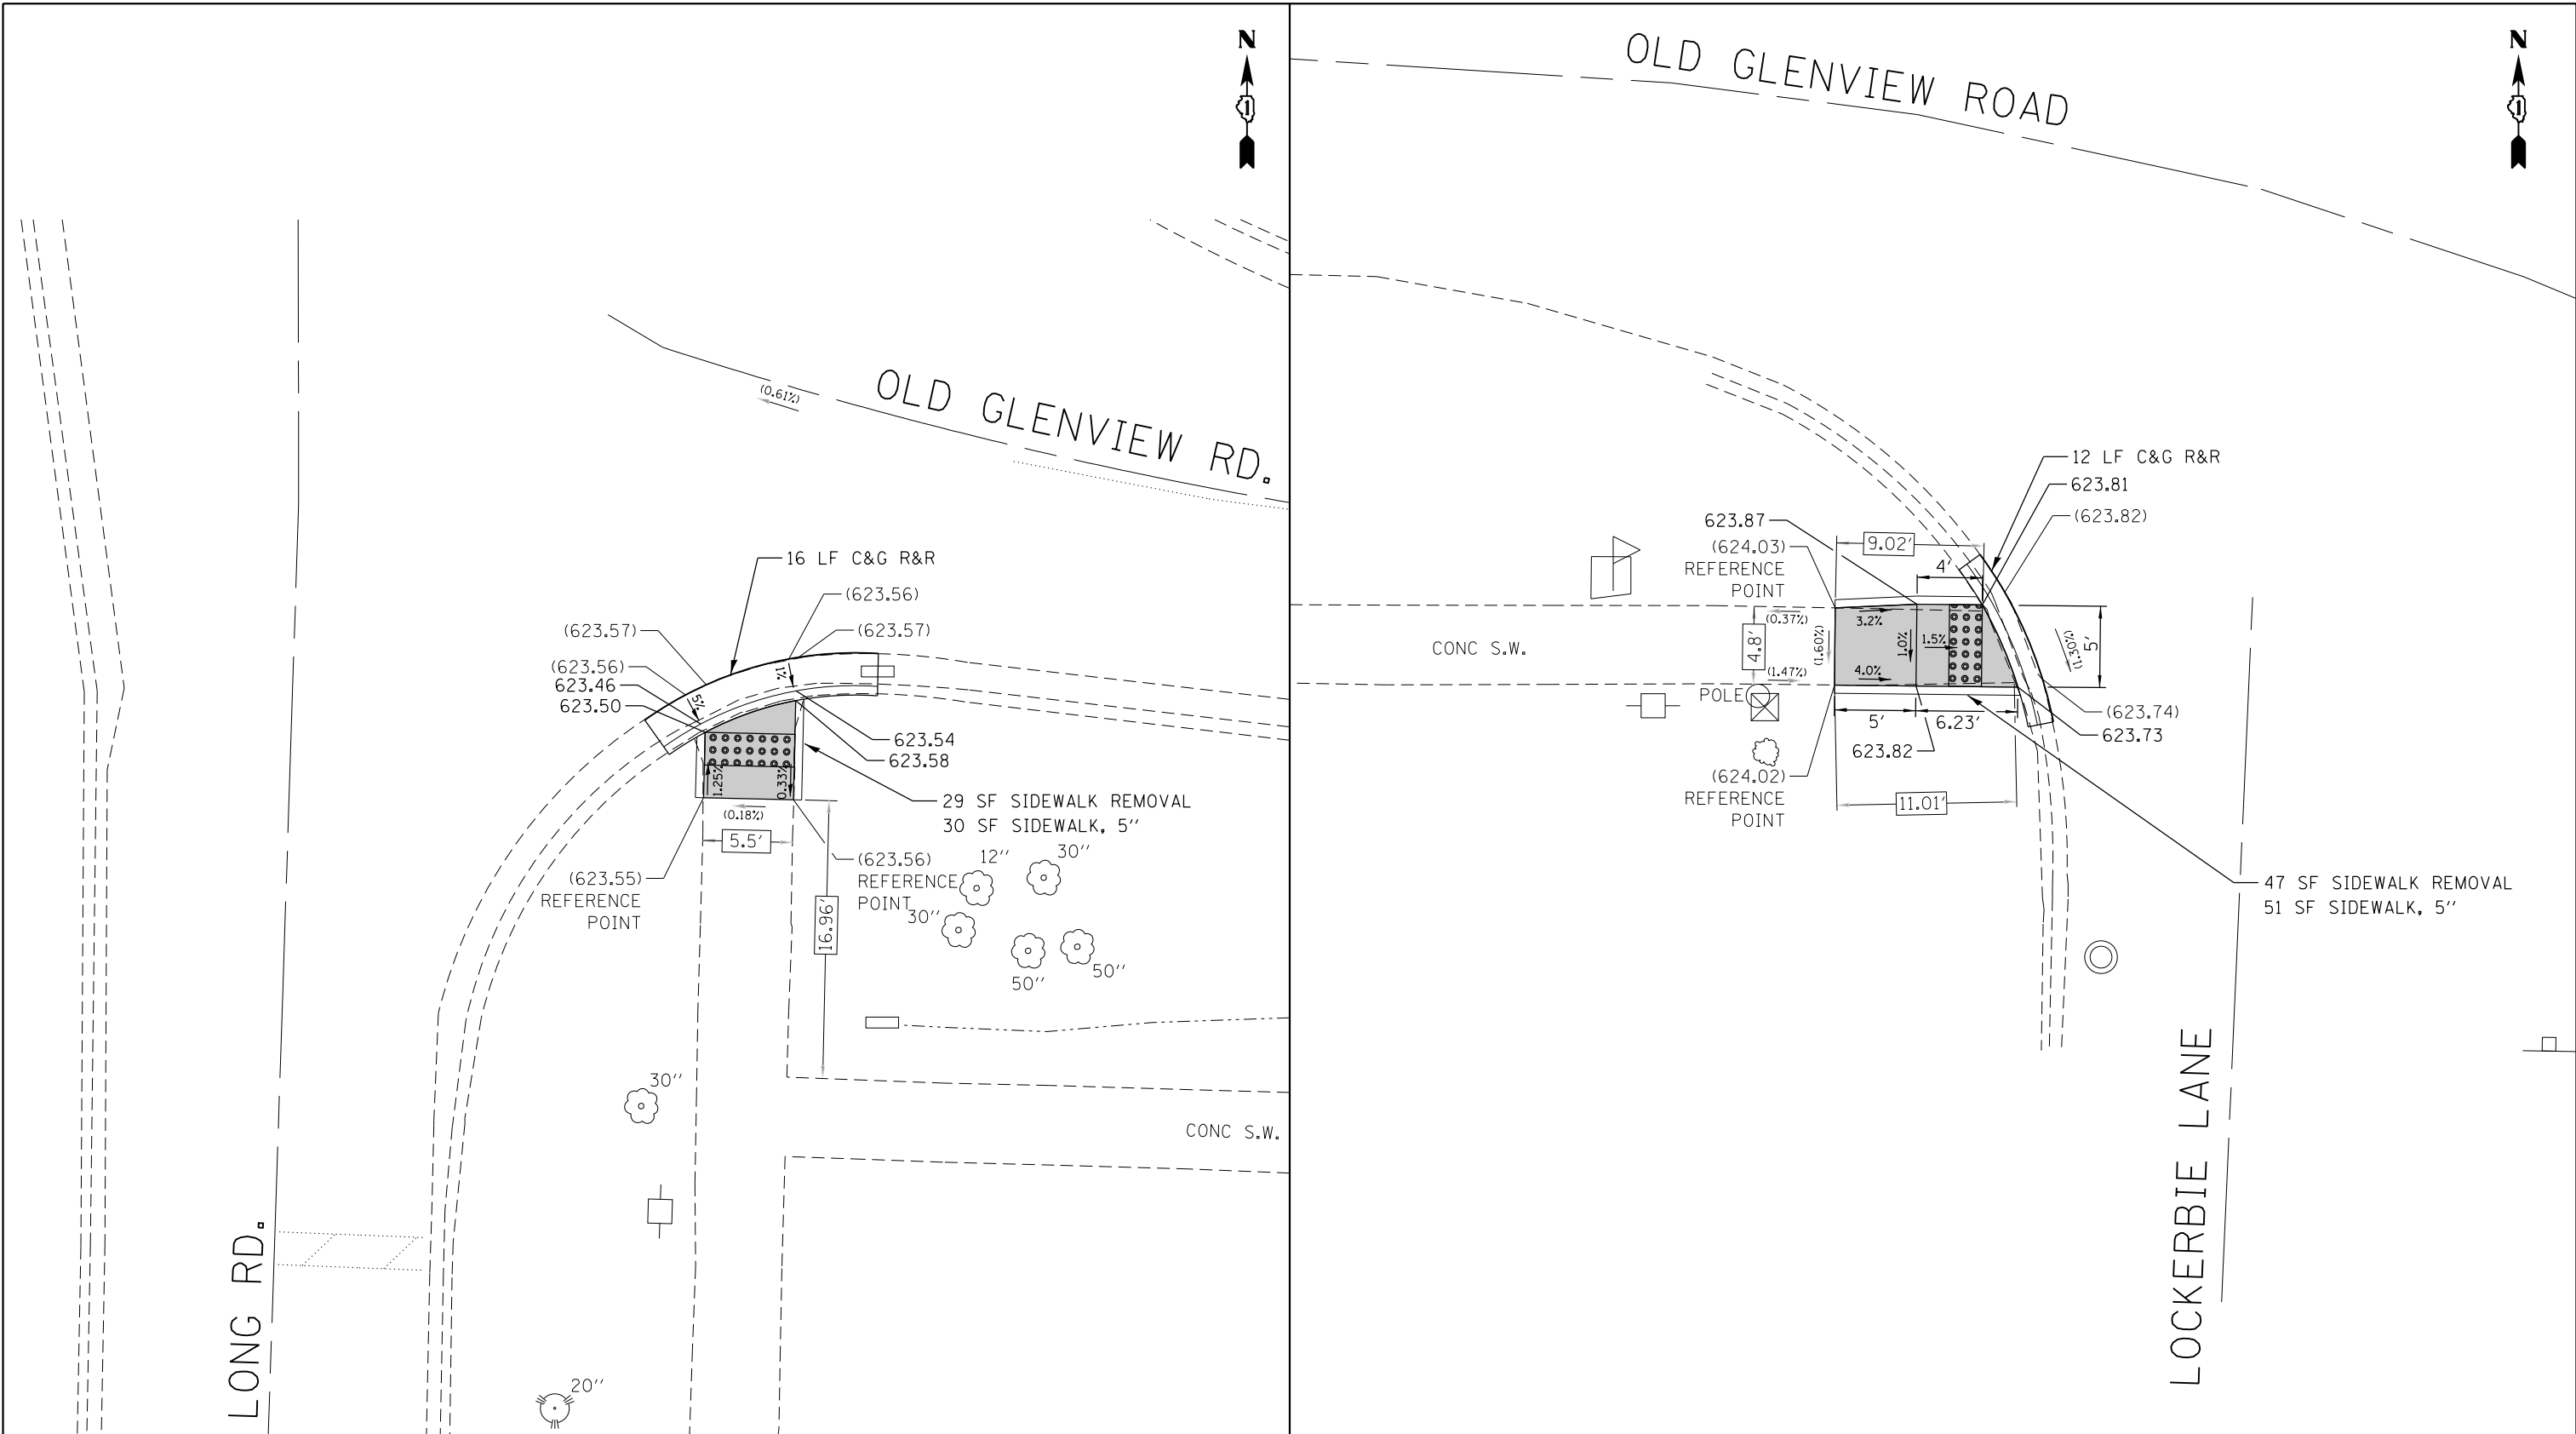 N
1
(0.61%)
OLD GLENVIEW RD.
16 LF C&G R&R
(623.56)
(623.57)
(623.57)
(623.56)
623.46
623.50
5%
1%
623.54
623.58
1.25%
0.33%
29 SF SIDEWALK REMOVAL
30 SF SIDEWALK, 5''
(0.18%)
5.5'
(623.55)
REFERENCE
POINT
(623.56)
REFERENCE
POINT
16.96'
12''
30''
30''
50''
50''
30''
CONC S.W.
20''
LONG RD.
N
1
OLD GLENVIEW ROAD
12 LF C&G R&R
623.81
(623.82)
623.87
(624.03)
REFERENCE
POINT
9.02'
4'
CONC S.W.
4.8'
(0.37%)
3.2%
(1.60%)
1.0%
1.5%
(1.30%)
5'
(1.47%)
4.0%
POLE
5'
6.23'
(623.74)
623.73
623.82
(624.02)
REFERENCE
POINT
11.01'
47 SF SIDEWALK REMOVAL
51 SF SIDEWALK, 5''
LOCKERBIE LANE